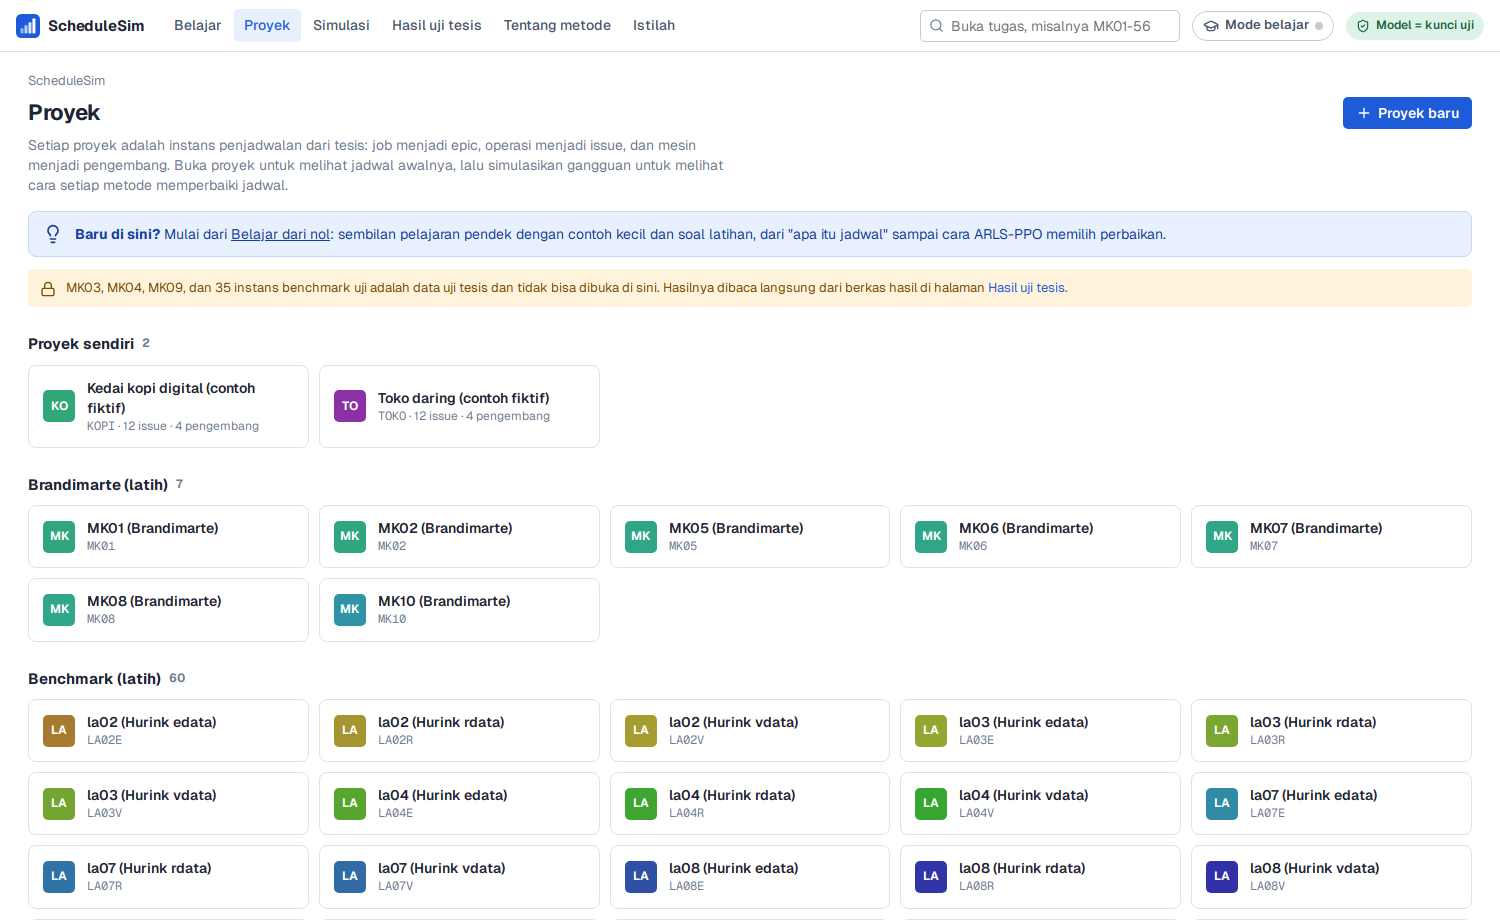 ScheduleSim
Belajar
Proyek
Simulasi
Hasil uji tesis
Tentang metode
Istilah
Buka tugas, misalnya MK01-56
Mode belajar
Model = kunci uji
ScheduleSim
Proyek
Proyek baru
Setiap proyek adalah instans penjadwalan dari tesis: job menjadi epic, operasi menjadi issue, dan mesin
menjadi pengembang. Buka proyek untuk melihat jadwal awalnya, lalu simulasikan gangguan untuk melihat
cara setiap metode memperbaiki jadwal.
Baru di sini? Mulai dari Belajar dari nol: sembilan pelajaran pendek dengan contoh kecil dan soal latihan, dari "apa itu jadwal" sampai cara ARLS-PPO memilih perbaikan.
MK03, MK04, MK09, dan 35 instans benchmark uji adalah data uji tesis dan tidak bisa dibuka di sini. Hasilnya dibaca langsung dari berkas hasil di halaman Hasil uji tesis.
Proyek sendiri 2
KO
Kedai kopi digital (contoh
fiktif)
KOPI · 12 issue · 4 pengembang
TO
Toko daring (contoh fiktif)
TOKO · 12 issue · 4 pengembang
Brandimarte (latih) 7
MK
MK01 (Brandimarte)
MK01
MK
MK02 (Brandimarte)
MK02
MK
MK05 (Brandimarte)
MK05
MK
MK06 (Brandimarte)
MK06
MK
MK07 (Brandimarte)
MK07
MK
MK08 (Brandimarte)
MK08
MK
MK10 (Brandimarte)
MK10
Benchmark (latih) 60
LA
la02 (Hurink edata)
LA02E
LA
la02 (Hurink rdata)
LA02R
LA
la02 (Hurink vdata)
LA02V
LA
la03 (Hurink edata)
LA03E
LA
la03 (Hurink rdata)
LA03R
LA
la03 (Hurink vdata)
LA03V
LA
la04 (Hurink edata)
LA04E
LA
la04 (Hurink rdata)
LA04R
LA
la04 (Hurink vdata)
LA04V
LA
la07 (Hurink edata)
LA07E
LA
la07 (Hurink rdata)
LA07R
LA
la07 (Hurink vdata)
LA07V
LA
la08 (Hurink edata)
LA08E
LA
la08 (Hurink rdata)
LA08R
LA
la08 (Hurink vdata)
LA08V